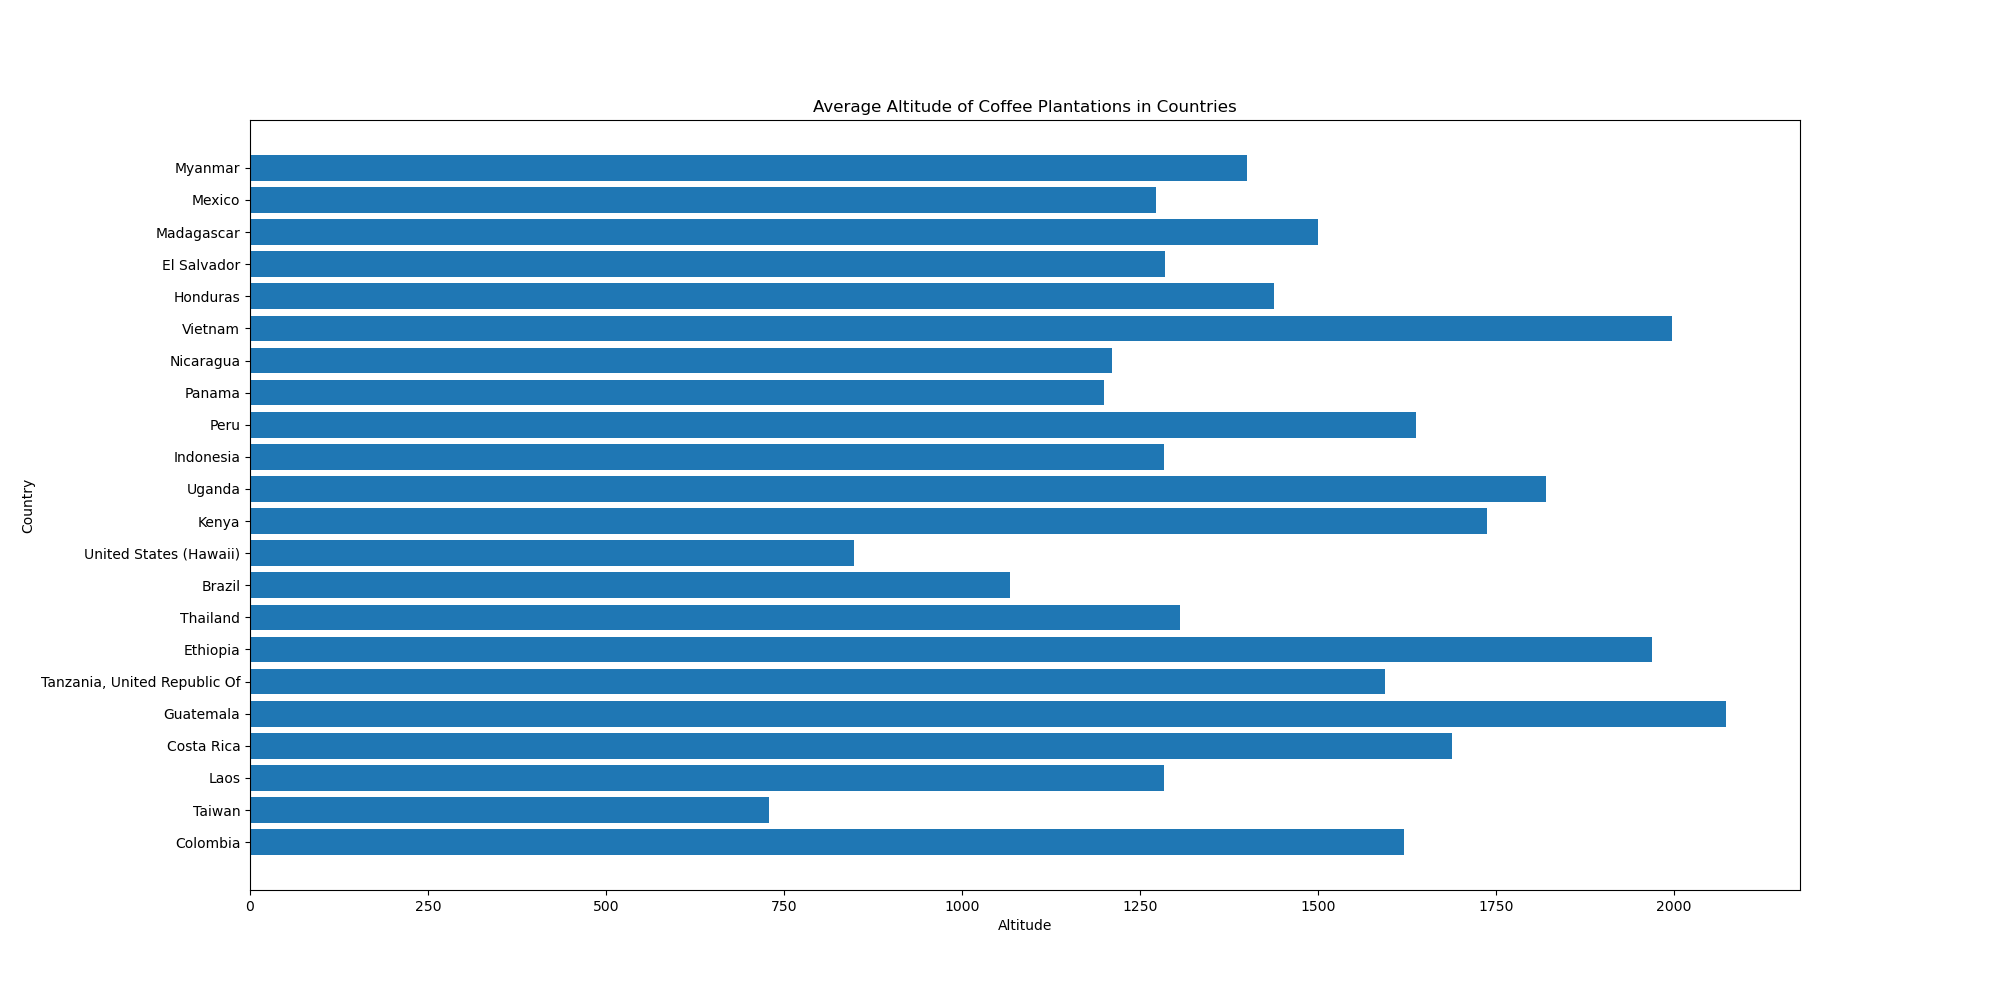 Average Altitude of Coffee Plantations in Countries
Myanmar
Mexico
Madagascar
El Salvador
Honduras
Vietnam
Nicaragua
Panama
Peru
Indonesia
Uganda
Kenya
United States (Hawaii)
Brazil
Thailand
Ethiopia
Tanzania, United Republic Of
Guatemala
Costa Rica
Laos
Taiwan
Colombia
Country
0 250 500 750 1000 1250 1500 1750 2000
Altitude